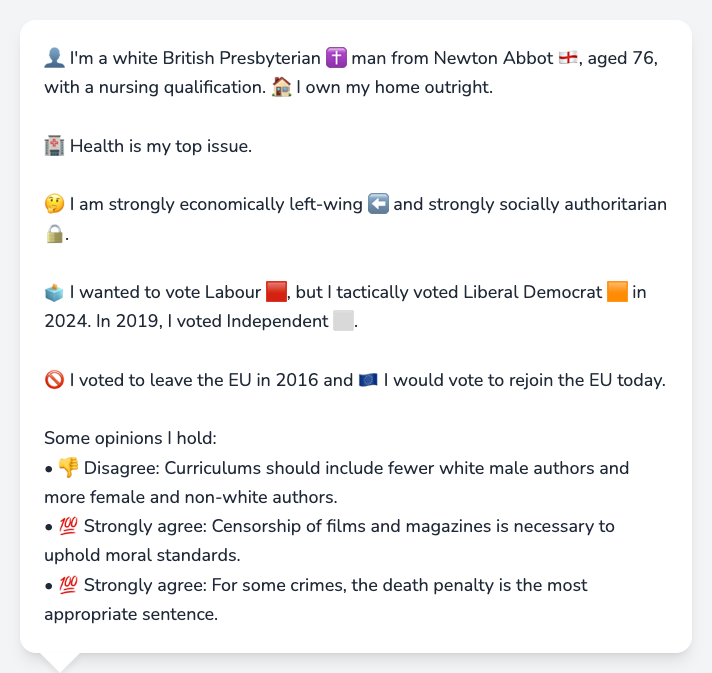 👤 I'm a white British Presbyterian ✝️ man from Newton Abbot 🏴󠁧󠁢󠁥󠁮󠁧󠁿, aged 76,
with a nursing qualification. 🏠 I own my home outright.
🏥 Health is my top issue.
🤔 I am strongly economically left-wing ⬅️ and strongly socially authoritarian
🔒.
🗳️ I wanted to vote Labour 🟥, but I tactically voted Liberal Democrat 🟧 in
2024. In 2019, I voted Independent ⬜.
🚫 I voted to leave the EU in 2016 and 🇪🇺 I would vote to rejoin the EU today.
Some opinions I hold:
• 👎 Disagree: Curriculums should include fewer white male authors and
more female and non-white authors.
• 💯 Strongly agree: Censorship of films and magazines is necessary to
uphold moral standards.
• 💯 Strongly agree: For some crimes, the death penalty is the most
appropriate sentence.